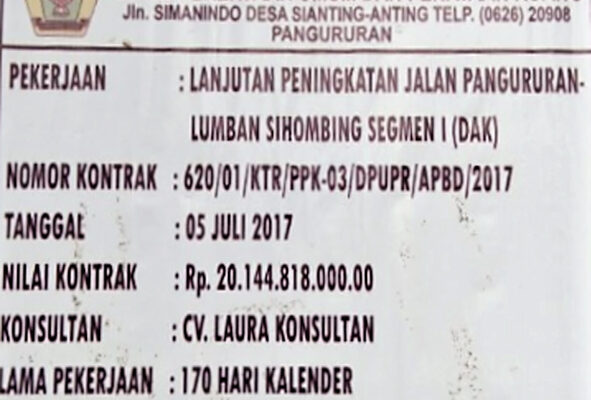 Jln. SIMANINDO DESA SIANTING-ANTING TELP. (0626) 20908
PANGURURAN
PEKERJAAN : LANJUTAN PENINGKATAN JALAN PANGURURAN-
LUMBAN SIHOMBING SEGMEN I (DAK)
NOMOR KONTRAK : 620/01/KTR/PPK-03/DPUPR/APBD/2017
TANGGAL : 05 JULI 2017
NILAI KONTRAK : Rp. 20.144.818.000.00
KONSULTAN : CV. LAURA KONSULTAN
LAMA PEKERJAAN : 170 HARI KALENDER